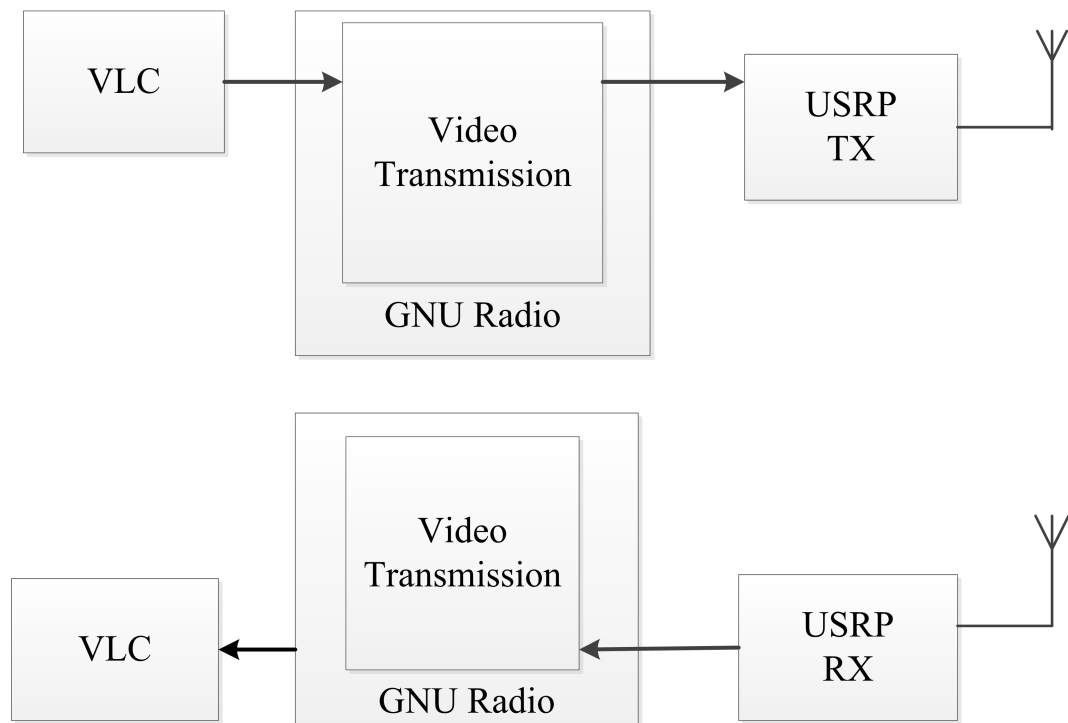 VLC
Video
Transmission
GNU Radio
USRP
TX
Video
Transmission
GNU Radio
VLC
USRP
RX